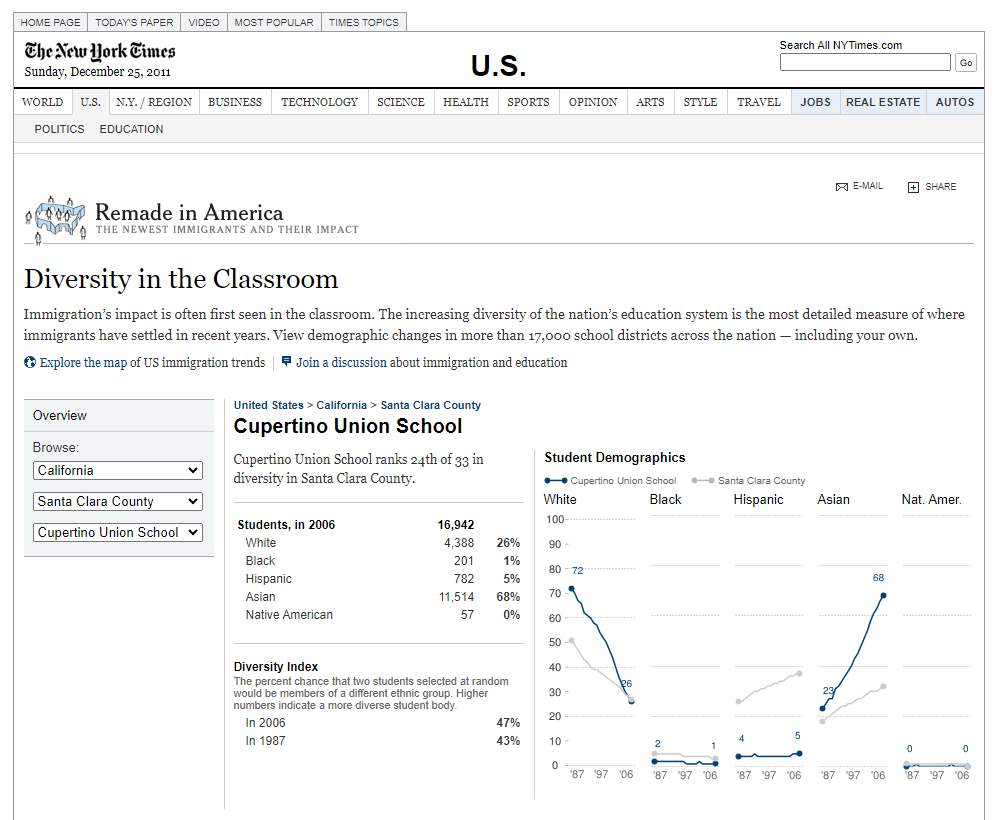 HOME PAGE TODAY'S PAPER VIDEO MOST POPULAR TIMES TOPICS
The New York Times
Sunday, December 25, 2011
U.S.
Search All NYTimes.com
Go
WORLD U.S. N.Y. / REGION BUSINESS TECHNOLOGY SCIENCE HEALTH SPORTS OPINION ARTS STYLE TRAVEL JOBS REAL ESTATE AUTOS
POLITICS EDUCATION
E-MAIL SHARE
Remade in America
THE NEWEST IMMIGRANTS AND THEIR IMPACT
Diversity in the Classroom
Immigration's impact is often first seen in the classroom. The increasing diversity of the nation's education system is the most detailed measure of where
immigrants have settled in recent years. View demographic changes in more than 17,000 school districts across the nation — including your own.
Explore the map of US immigration trends Join a discussion about immigration and education
Overview
Browse:
California
Santa Clara County
Cupertino Union School
United States > California > Santa Clara County
Cupertino Union School
Cupertino Union School ranks 24th of 33 in
diversity in Santa Clara County.
Students, in 2006 16,942
White 4,388 26%
Black 201 1%
Hispanic 782 5%
Asian 11,514 68%
Native American 57 0%
Diversity Index
The percent chance that two students selected at random
would be members of a different ethnic group. Higher
numbers indicate a more diverse student body.
In 2006 47%
In 1987 43%
Student Demographics
Cupertino Union School Santa Clara County
White Black Hispanic Asian Nat. Amer.
100
90
80
70
60
50
40
30
20
10
0
72
26
2
1
4
5
23
68
0
0
'87 '97 '06 '87 '97 '06 '87 '97 '06 '87 '97 '06 '87 '97 '06